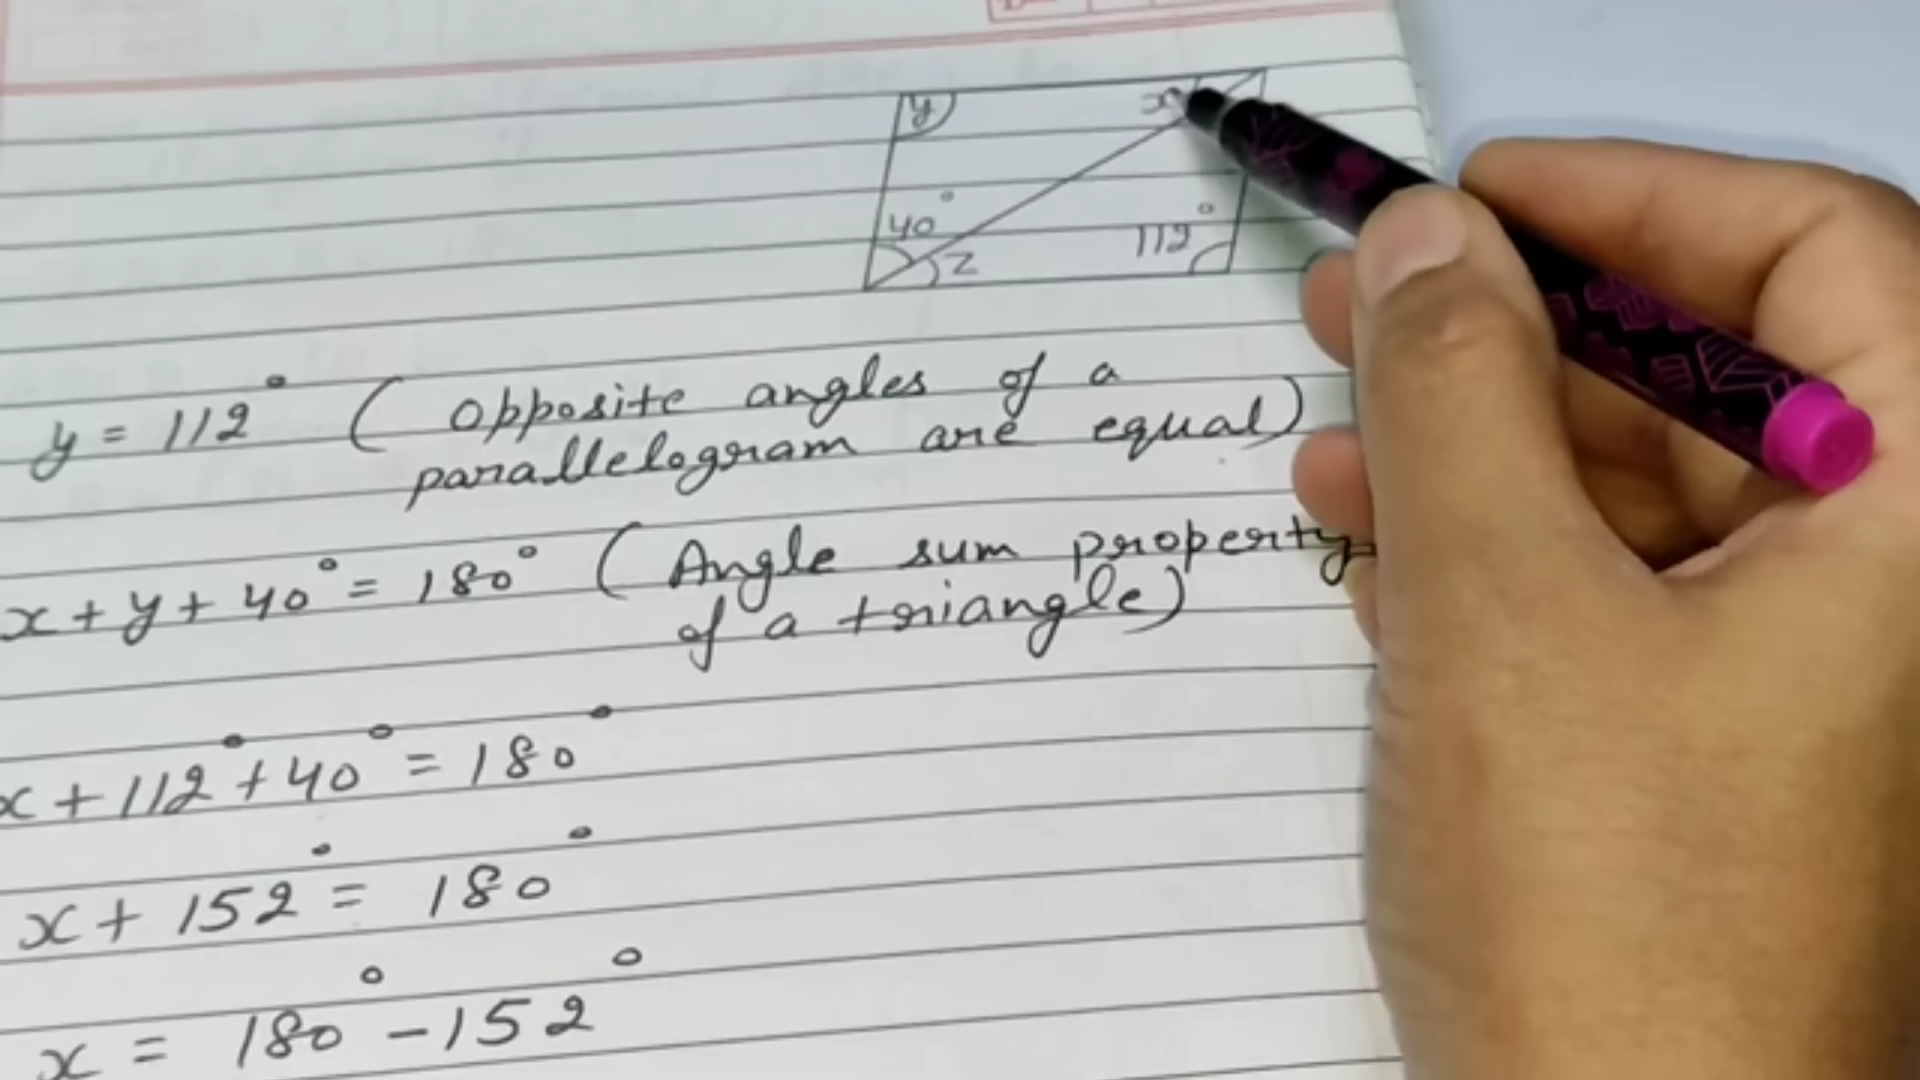 y x
40°
z 112°
y = 112° ( opposite angles of a
parallelogram are equal)
x + y + 40° = 180° ( Angle sum property
of a triangle)
x + 112° + 40° = 180°
x + 152° = 180°
x = 180° - 152°